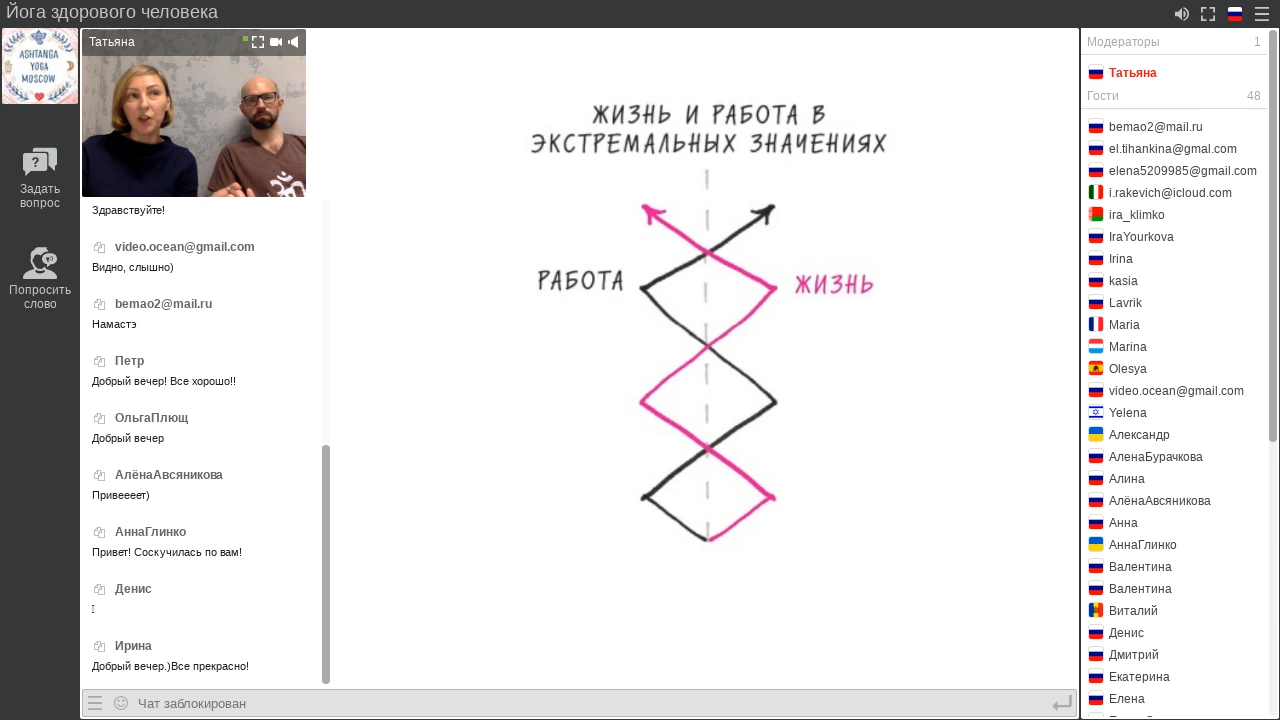 Йога здорового человека
ASHTANGA
YOGA
MOSCOW
Задать
вопрос
Попросить
слово
Татьяна
Здравствуйте!
video.ocean@gmail.com
Видно, слышно)
bemao2@mail.ru
Намастэ
Петр
Добрый вечер! Все хорошо!!
ОльгаПлющ
Добрый вечер
АлёнаАвсяникова
Привеееет)
АннаГлинко
Привет! Соскучилась по вам!
Денис
Ирина
Добрый вечер.)Все прекрасно!
Чат заблокирован
ЖИЗНЬ И РАБОТА В
ЭКСТРЕМАЛЬНЫХ ЗНАЧЕНИЯХ
РАБОТА
ЖИЗНЬ
Модераторы 1
Татьяна
Гости 48
bemao2@mail.ru
el.tihankina@gmal.com
elena5209985@gmail.com
i.rakevich@icloud.com
ira_klimko
IraYourkova
Irina
kasia
Lavrik
Maria
Marina
Olesya
video.ocean@gmail.com
Yelena
Александр
АленаБурачкова
Алина
АлёнаАвсяникова
Анна
АннаГлинко
Валентина
Валентина
Виталий
Денис
Дмитрий
Екатерина
Елена